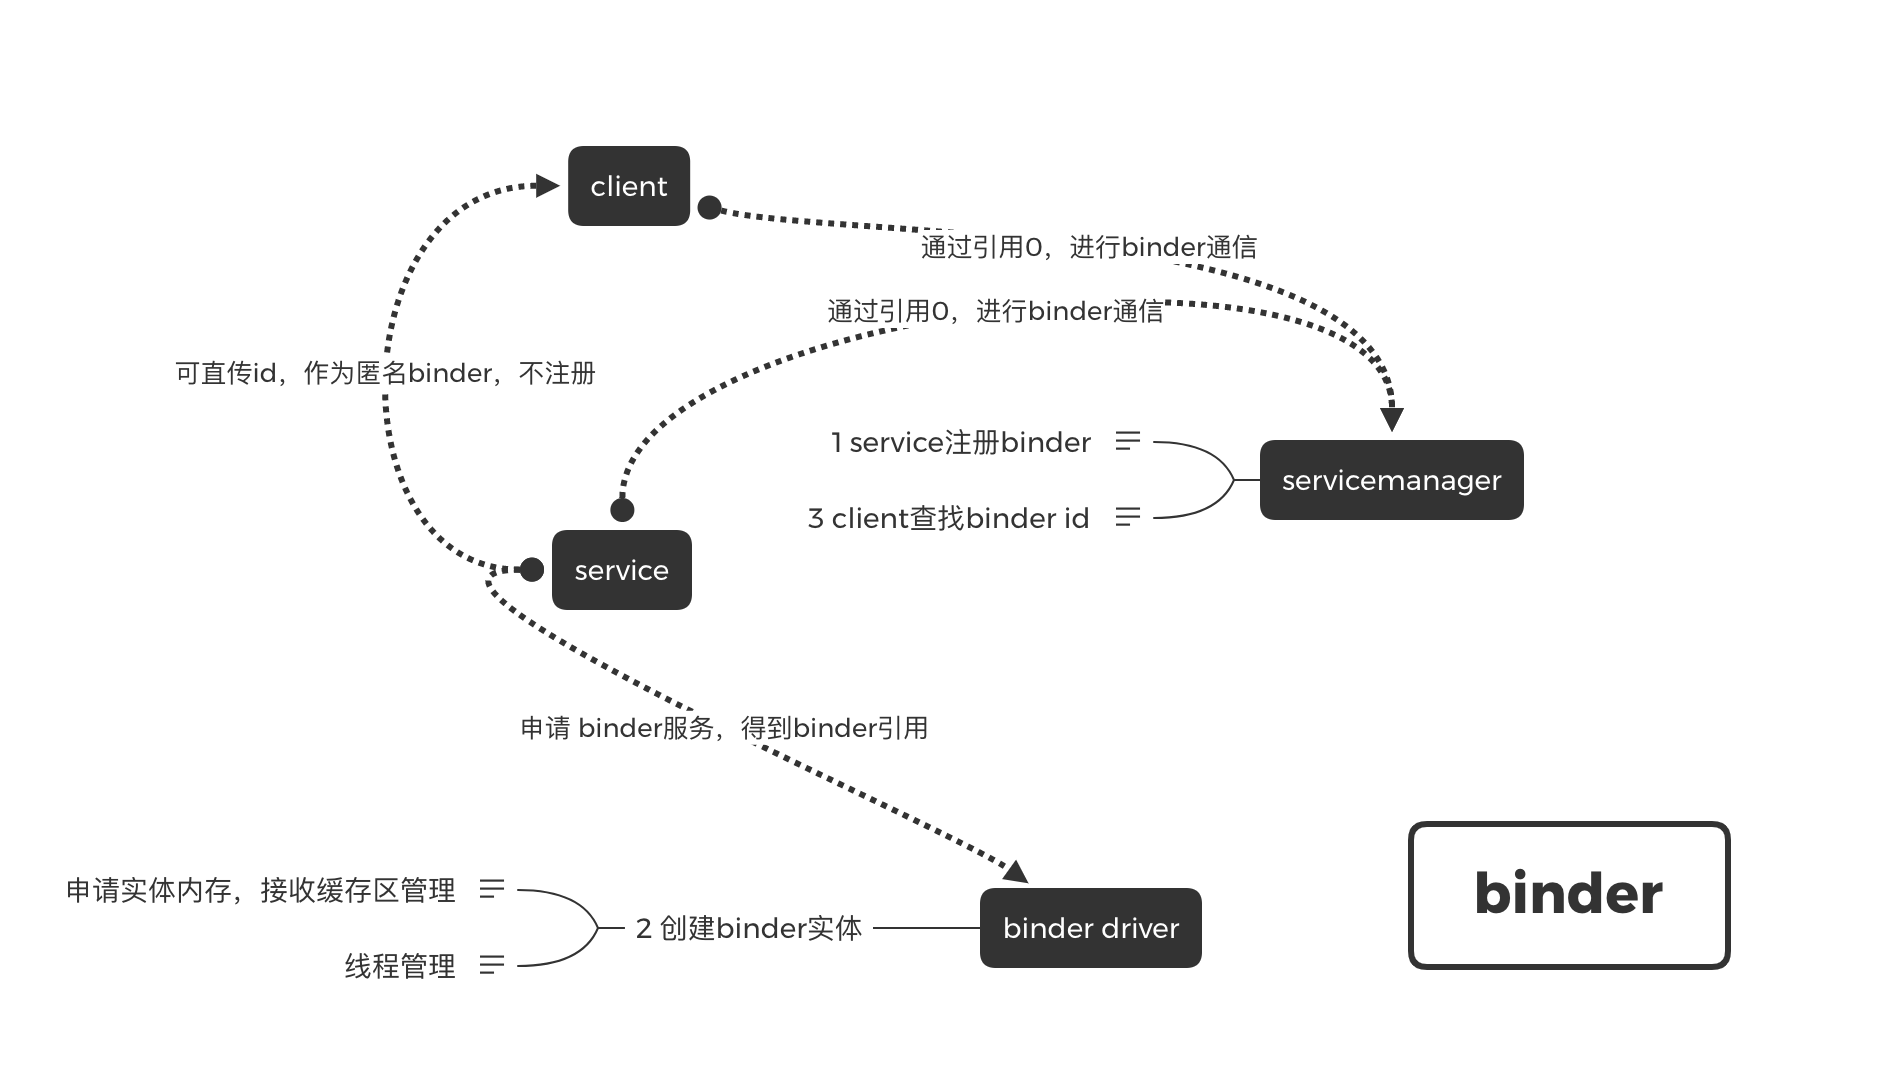 client
通过引用0，进行binder通信
通过引用0，进行binder通信
可直传id，作为匿名binder，不注册
1 service注册binder
servicemanager
3 client查找binder id
service
申请 binder服务，得到binder引用
申请实体内存，接收缓存区管理
2 创建binder实体
binder driver
线程管理
binder